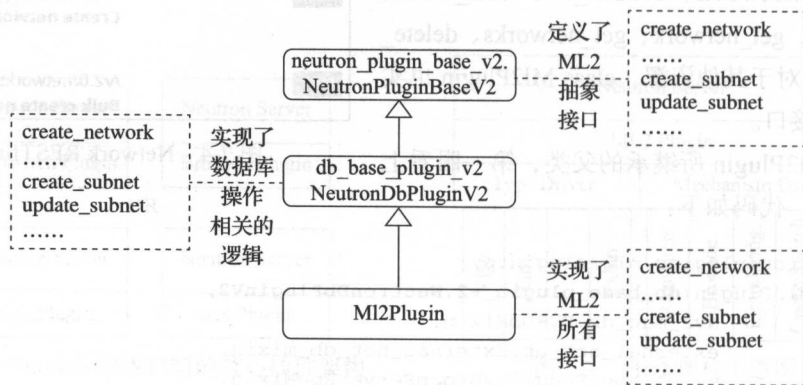 定义了
ML2
抽象
接口
create_network
......
create_subnet
update_subnet
......
neutron_plugin_base_v2.
NeutronPluginBaseV2
create_network
......
create_subnet
update_subnet
......
实现了
数据库
操作
相关的
逻辑
db_base_plugin_v2
NeutronDbPluginV2
Ml2Plugin
实现了
ML2
所有
接口
create_network
......
create_subnet
update_subnet
......